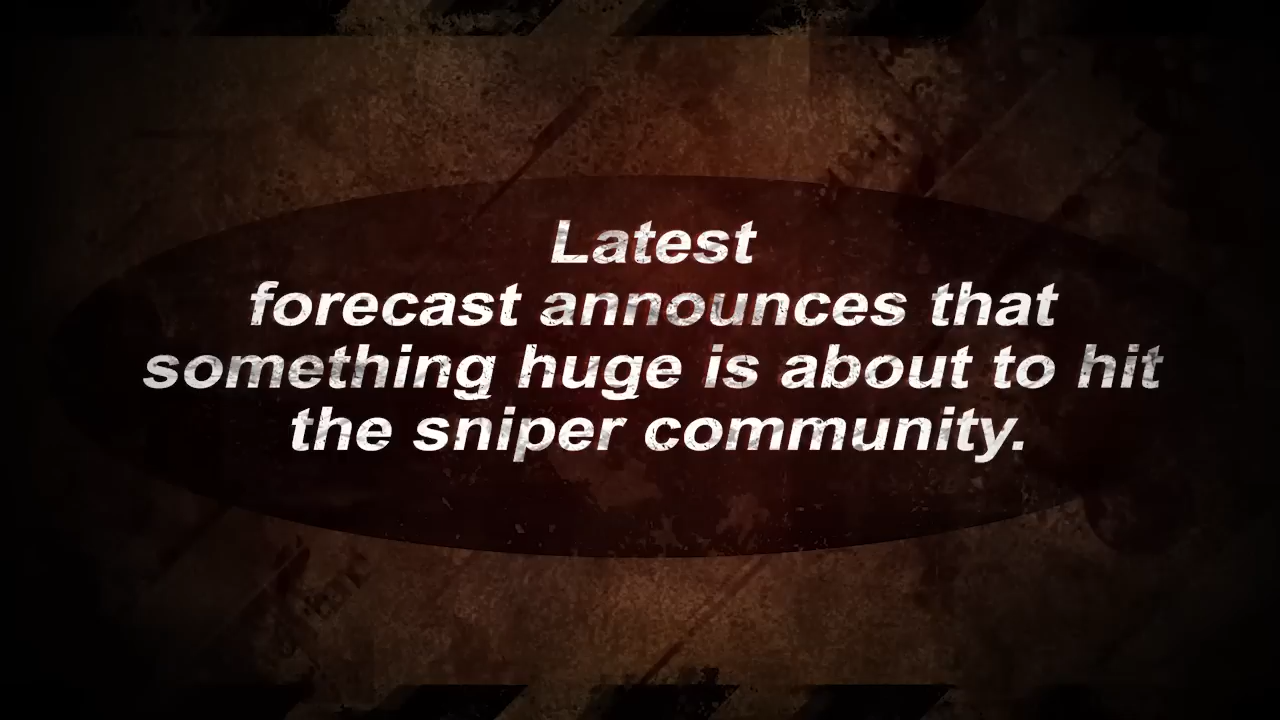 Latest
forecast announces that
something huge is about to hit
the sniper community.